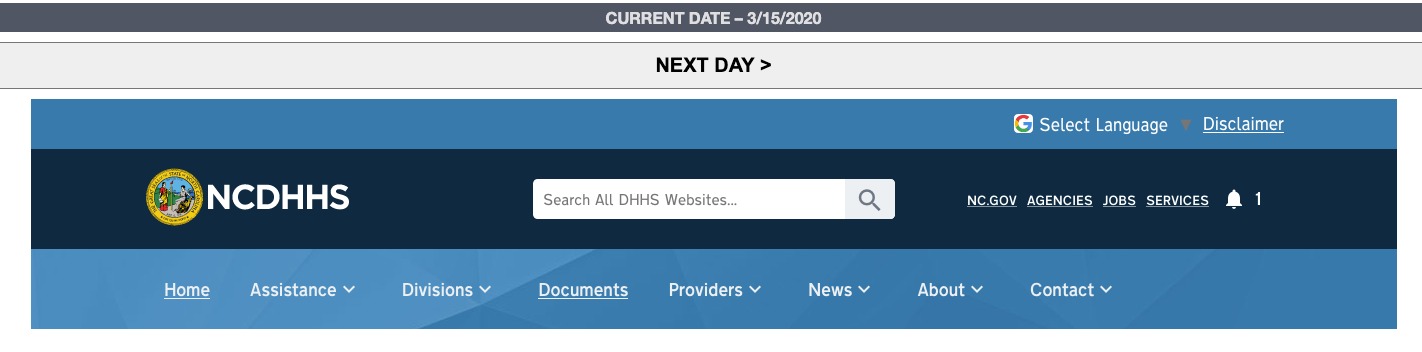 CURRENT DATE – 3/15/2020
NEXT DAY >
Select Language ▼ Disclaimer
NCDHHS
Search All DHHS Websites...
NC.GOV AGENCIES JOBS SERVICES 1
Home Assistance Divisions Documents Providers News About Contact